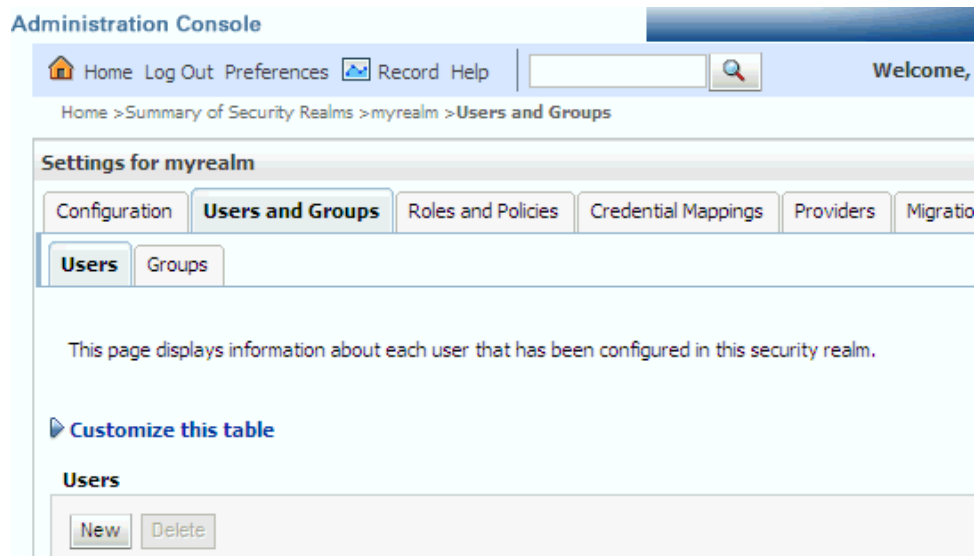 Administration Console
Home Log Out Preferences Record Help
Welcome,
Home >Summary of Security Realms >myrealm >Users and Groups
Settings for myrealm
Configuration Users and Groups Roles and Policies Credential Mappings Providers Migratio
Users Groups
This page displays information about each user that has been configured in this security realm.
Customize this table
Users
New Delete